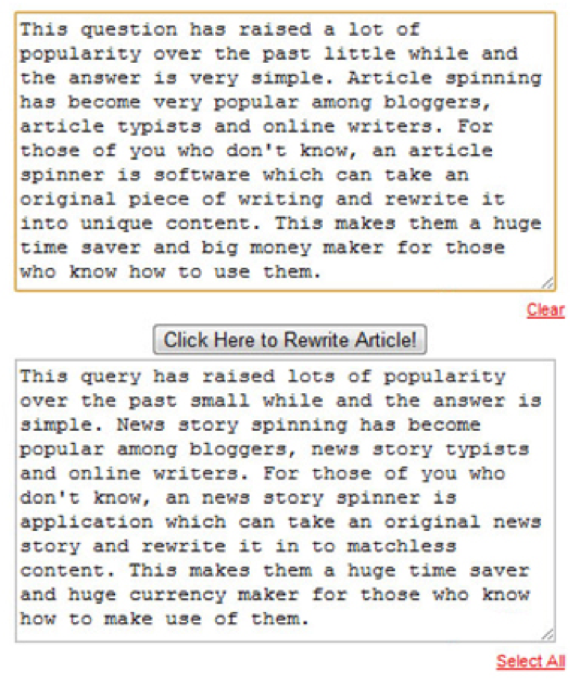 This question has raised a lot of
popularity over the past little while and
the answer is very simple. Article spinning
has become very popular among bloggers,
article typists and online writers. For
those of you who don't know, an article
spinner is software which can take an
original piece of writing and rewrite it
into unique content. This makes them a huge
time saver and big money maker for those
who know how to use them.
Clear
Click Here to Rewrite Article!
This query has raised lots of popularity
over the past small while and the answer is
simple. News story spinning has become
popular among bloggers, news story typists
and online writers. For those of you who
don't know, an news story spinner is
application which can take an original news
story and rewrite it in to matchless
content. This makes them a huge time saver
and huge currency maker for those who know
how to make use of them.
Select All